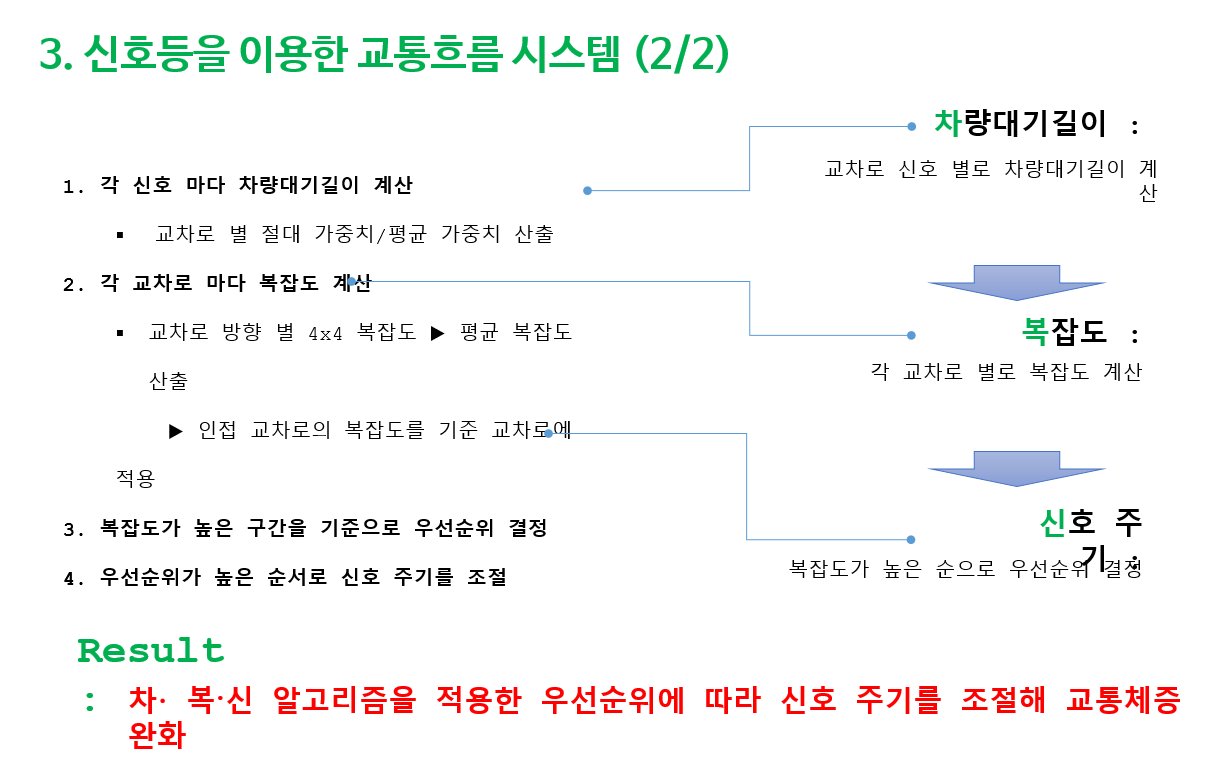 3. 신호등을 이용한 교통흐름 시스템 (2/2)
1. 각 신호 마다 차량대기길이 계산
▪ 교차로 별 절대 가중치/평균 가중치 산출
2. 각 교차로 마다 복잡도 계산
▪ 교차로 방향 별 4x4 복잡도 ▶ 평균 복잡도
산출
▶ 인접 교차로의 복잡도를 기준 교차로에
적용
3. 복잡도가 높은 구간을 기준으로 우선순위 결정
4. 우선순위가 높은 순서로 신호 주기를 조절
차량대기길이 :
교차로 신호 별로 차량대기길이 계
산
복잡도 :
각 교차로 별로 복잡도 계산
신호 주
기 :
복잡도가 높은 순으로 우선순위 결정
Result
: 차· 복·신 알고리즘을 적용한 우선순위에 따라 신호 주기를 조절해 교통체증
완화